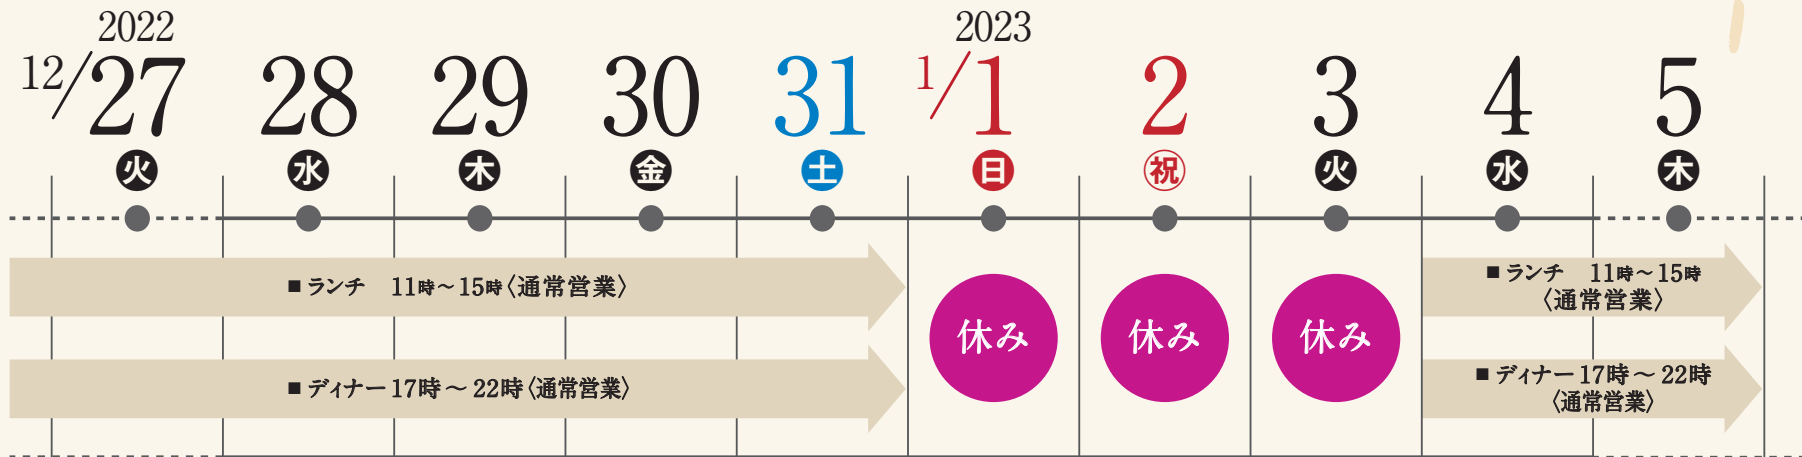 2022
2023
12/27 28 29 30 31 1/1 2 3 4 5
火 水 木 金 土 日 祝 火 水 木
■ランチ 11時～15時〈通常営業〉
■ディナー17時～22時〈通常営業〉
休み
休み
休み
■ランチ 11時～15時
〈通常営業〉
■ディナー17時～22時
〈通常営業〉